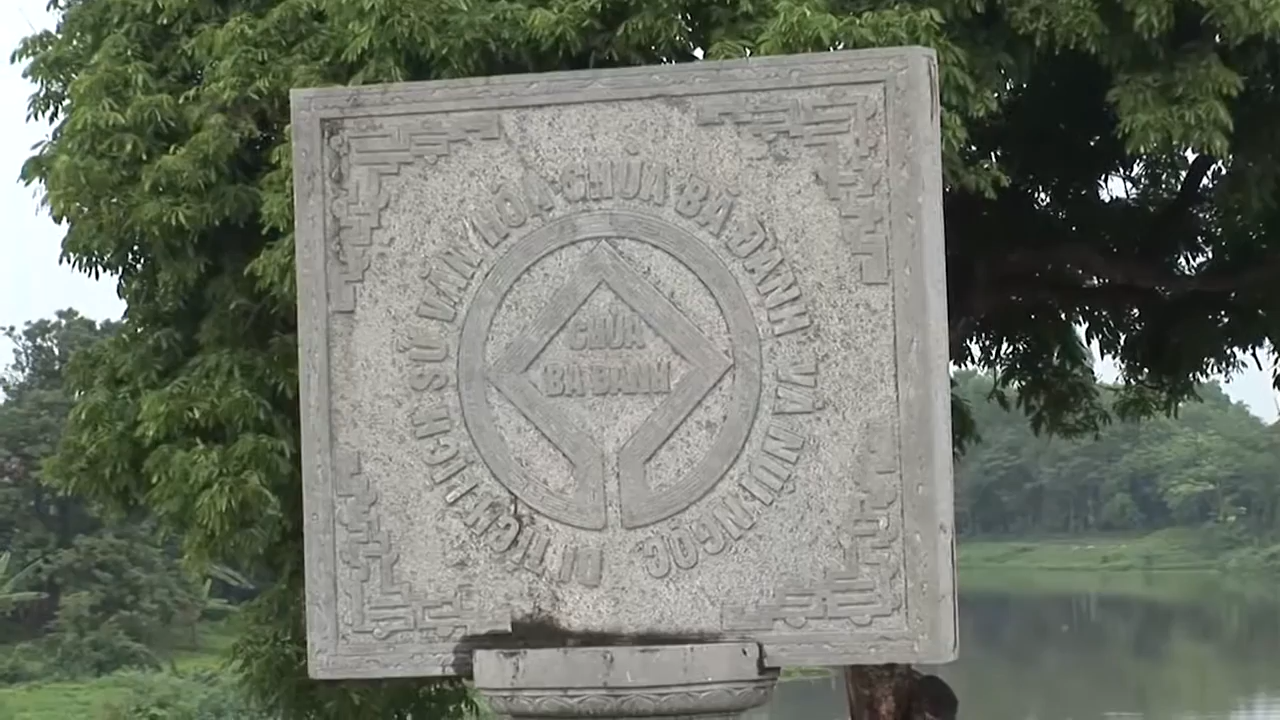 DI TÍCH LỊCH SỬ VĂN HÓA CHÙA BÀ ĐANH VÀ NÚI NGỌC
CHÙA
BÀ ĐANH